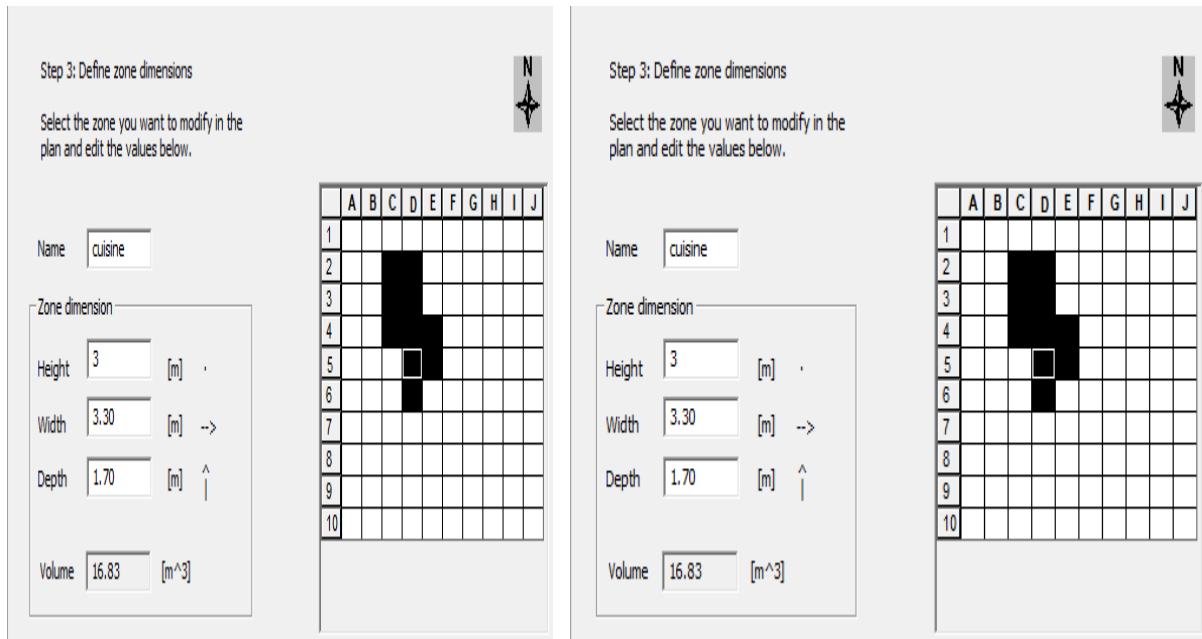 N
Step 3: Define zone dimensions
Select the zone you want to modify in the
plan and edit the values below.
A B C D E F G H I J
1
2
3
4
5
6
7
8
9
10
Name cuisine
Zone dimension
Height 3 [m] .
Width 3.30 [m] -->
Depth 1.70 [m] ^
|
Volume 16.83 [m^3]
N
Step 3: Define zone dimensions
Select the zone you want to modify in the
plan and edit the values below.
A B C D E F G H I J
1
2
3
4
5
6
7
8
9
10
Name cuisine
Zone dimension
Height 3 [m] .
Width 3.30 [m] -->
Depth 1.70 [m] ^
|
Volume 16.83 [m^3]